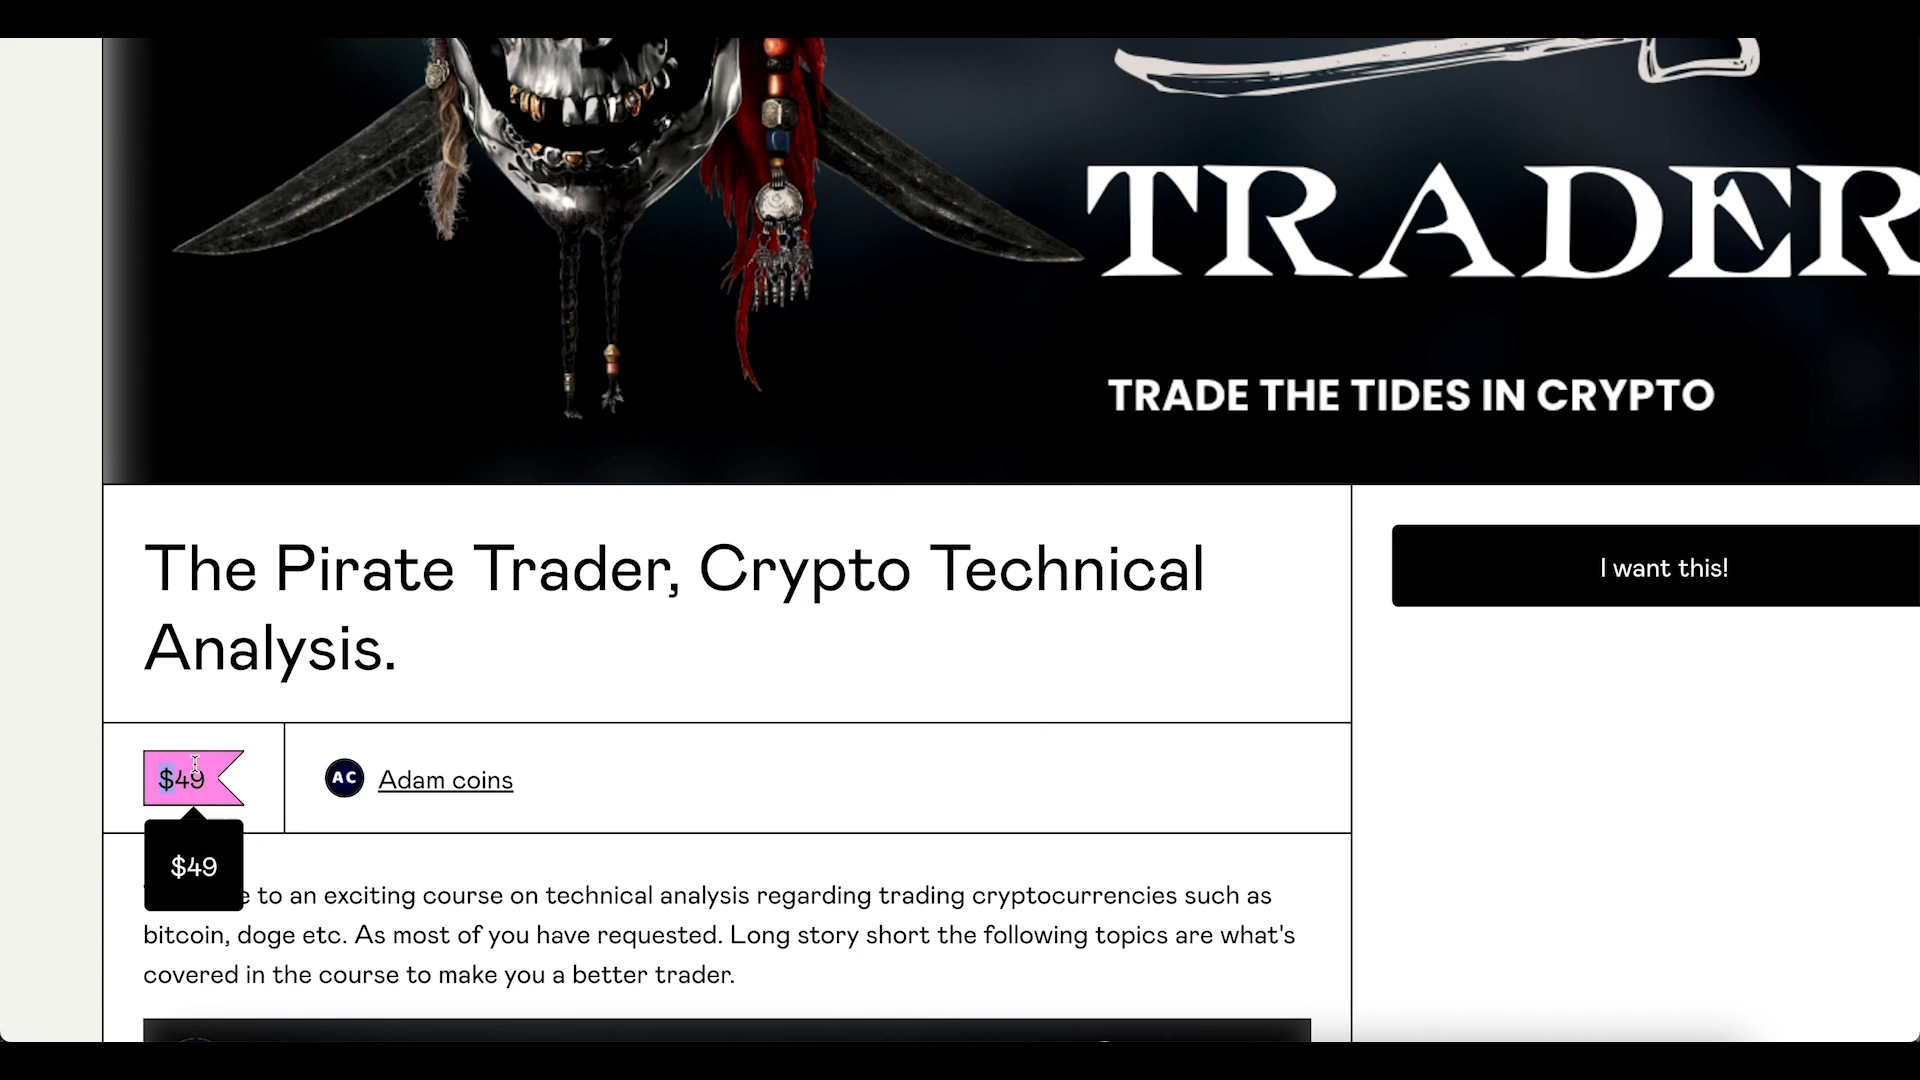 TRADER
TRADE THE TIDES IN CRYPTO
The Pirate Trader, Crypto Technical
Analysis.
I want this!
$49
AC Adam coins
$49
to an exciting course on technical analysis regarding trading cryptocurrencies such as
bitcoin, doge etc. As most of you have requested. Long story short the following topics are what's
covered in the course to make you a better trader.